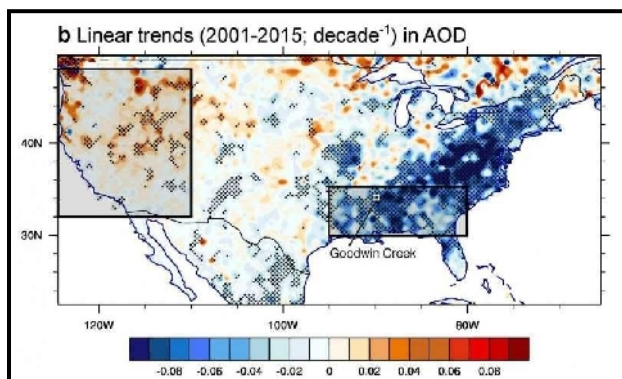 b Linear trends (2001-2015; decade⁻¹) in AOD
40N
30N
Goodwin Creek
120W 100W 80W
-0.08 -0.06 -0.04 -0.02 0 0.02 0.04 0.06 0.08